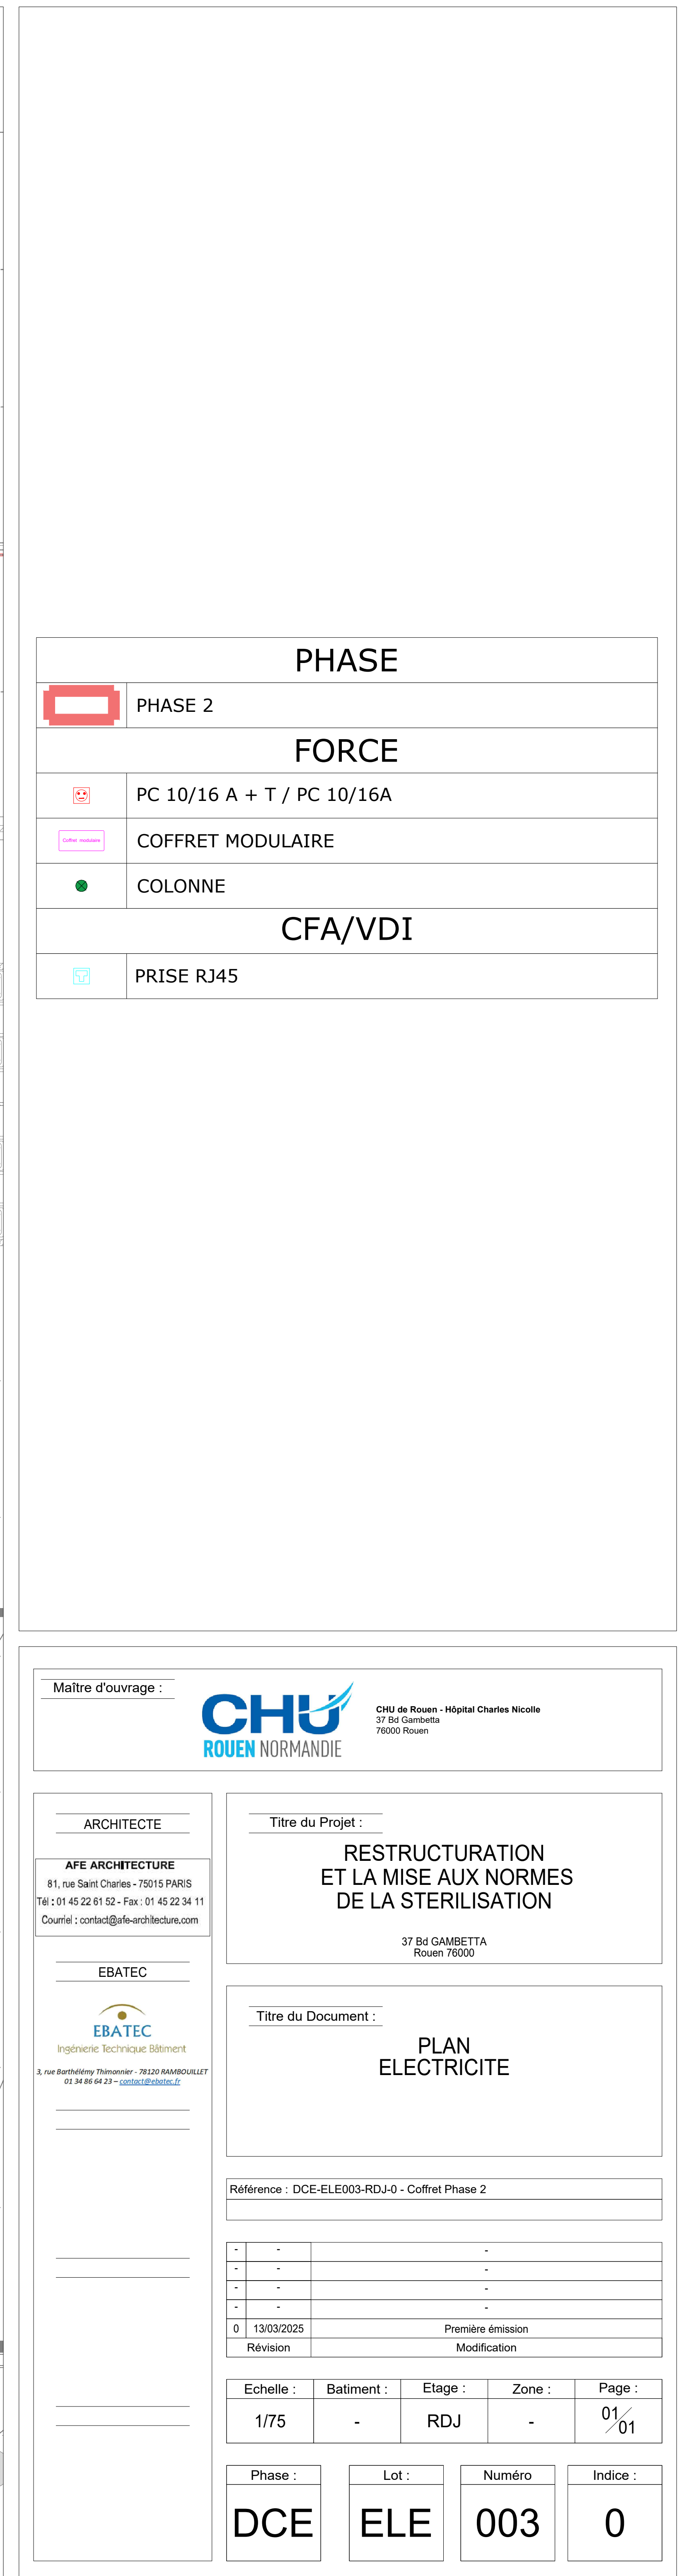 PHASE
PHASE 2
FORCE
PC 10/16 A + T / PC 10/16A
Coffret modulaire
COFFRET MODULAIRE
COLONNE
CFA/VDI
PRISE RJ45
Maître d'ouvrage :
CHU
ROUEN NORMANDIE
CHU de Rouen - Hôpital Charles Nicolle
37 Bd Gambetta
76000 Rouen
ARCHITECTE
AFE ARCHITECTURE
81, rue Saint Charles - 75015 PARIS
Tél : 01 45 22 61 52 - Fax : 01 45 22 34 11
Courriel : contact@afe-architecture.com
EBATEC
EBATEC
Ingénierie Technique Bâtiment
3, rue Barthélémy Thimonnier - 78120 RAMBOUILLET
01 34 86 64 23 – contact@ebatec.fr
Titre du Projet :
RESTRUCTURATION
ET LA MISE AUX NORMES
DE LA STERILISATION
37 Bd GAMBETTA
Rouen 76000
Titre du Document :
PLAN
ELECTRICITE
Référence : DCE-ELE003-RDJ-0 - Coffret Phase 2
- - -
- - -
- - -
- - -
0 13/03/2025 Première émission
Révision Modification
Echelle : Batiment : Etage : Zone : Page :
1/75 - RDJ - 01/01
Phase : Lot : Numéro Indice :
DCE ELE 003 0